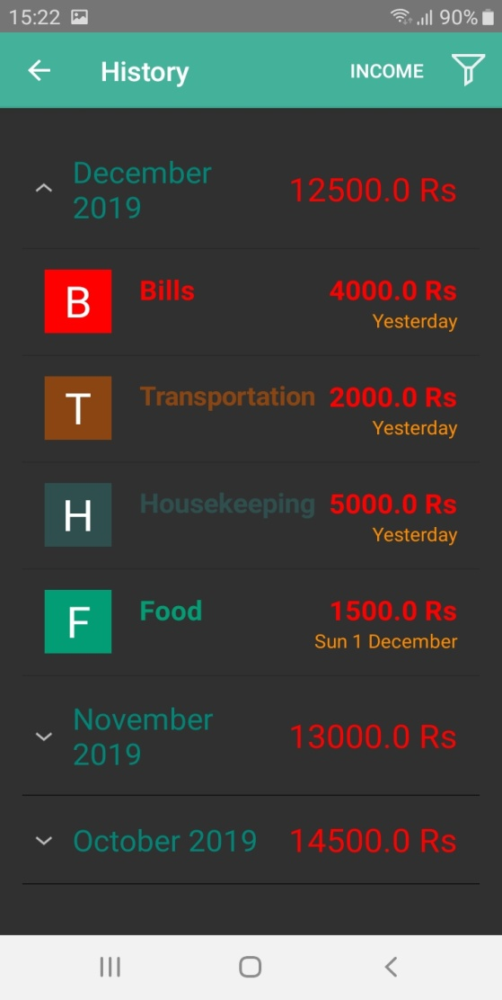 15:22 90%
History INCOME
December
2019
12500.0 Rs
B Bills 4000.0 Rs
Yesterday
T Transportation 2000.0 Rs
Yesterday
H Housekeeping 5000.0 Rs
Yesterday
F Food 1500.0 Rs
Sun 1 December
November
2019
13000.0 Rs
October 2019 14500.0 Rs